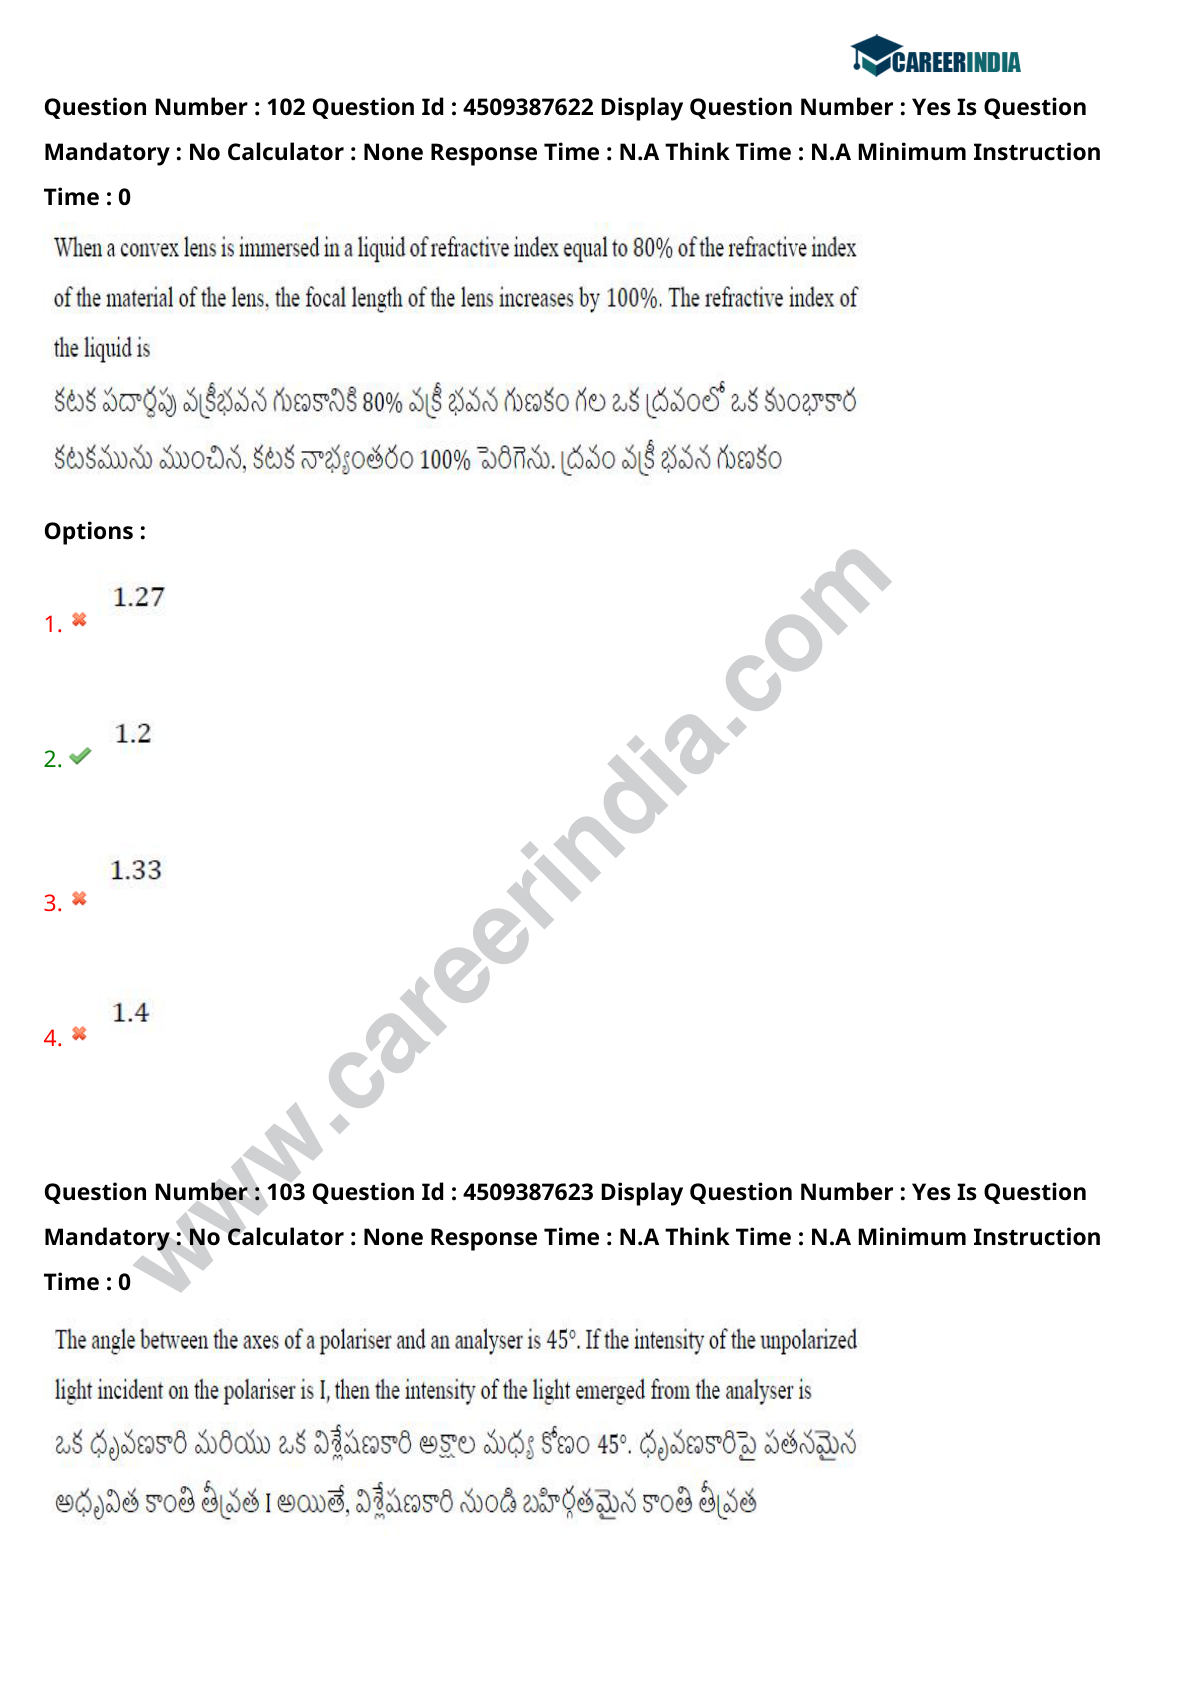 CAREERINDIA
Question Number : 102 Question Id : 4509387622 Display Question Number : Yes Is Question
Mandatory : No Calculator : None Response Time : N.A Think Time : N.A Minimum Instruction
Time : 0
When a convex lens is immersed in a liquid of refractive index equal to 80% of the refractive index
of the material of the lens, the focal length of the lens increases by 100%. The refractive index of
the liquid is
కటక పదార్థపు వక్రీభవన గుణకానికి 80% వక్రీ భవన గుణకం గల ఒక ద్రవంలో ఒక కుంభాకార
కటకమును ముంచిన, కటక నాభ్యంతరం 100% పెరిగెను. ద్రవం వక్రీ భవన గుణకం
Options :
1.27
1.
1.2
2.
1.33
3.
1.4
4.
www.careerindia.com
Question Number : 103 Question Id : 4509387623 Display Question Number : Yes Is Question
Mandatory : No Calculator : None Response Time : N.A Think Time : N.A Minimum Instruction
Time : 0
The angle between the axes of a polariser and an analyser is 45°. If the intensity of the unpolarized
light incident on the polariser is I, then the intensity of the light emerged from the analyser is
ఒక ధృవణకారి మరియు ఒక విశ్లేషణకారి అక్షాల మధ్య కోణం 45°. ధృవణకారిపై పతనమైన
అధృవిత కాంతి తీవ్రత I అయితే, విశ్లేషణకారి నుండి బహిర్గతమైన కాంతి తీవ్రత